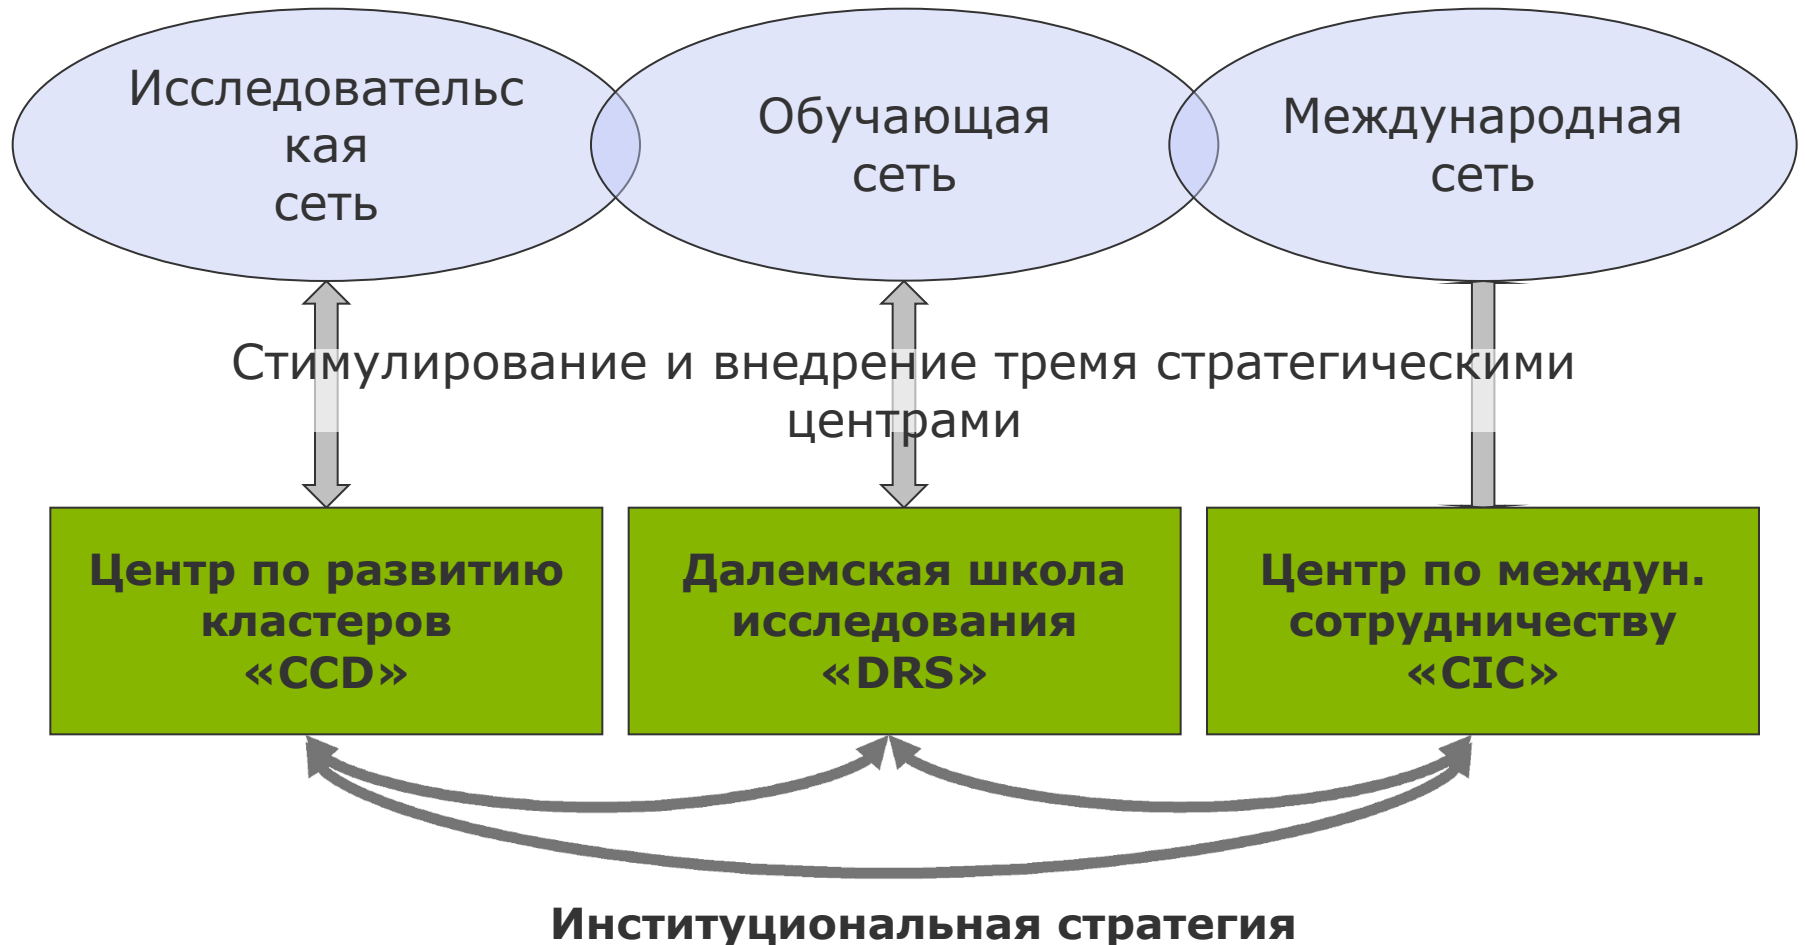 Исследовательс
кая
сеть
Обучающая
сеть
Международная
сеть
Стимулирование и внедрение тремя стратегическими
центрами
Центр по развитию
кластеров
«CCD»
Далемская школа
исследования
«DRS»
Центр по междун.
сотрудничеству
«CIC»
Институциональная стратегия